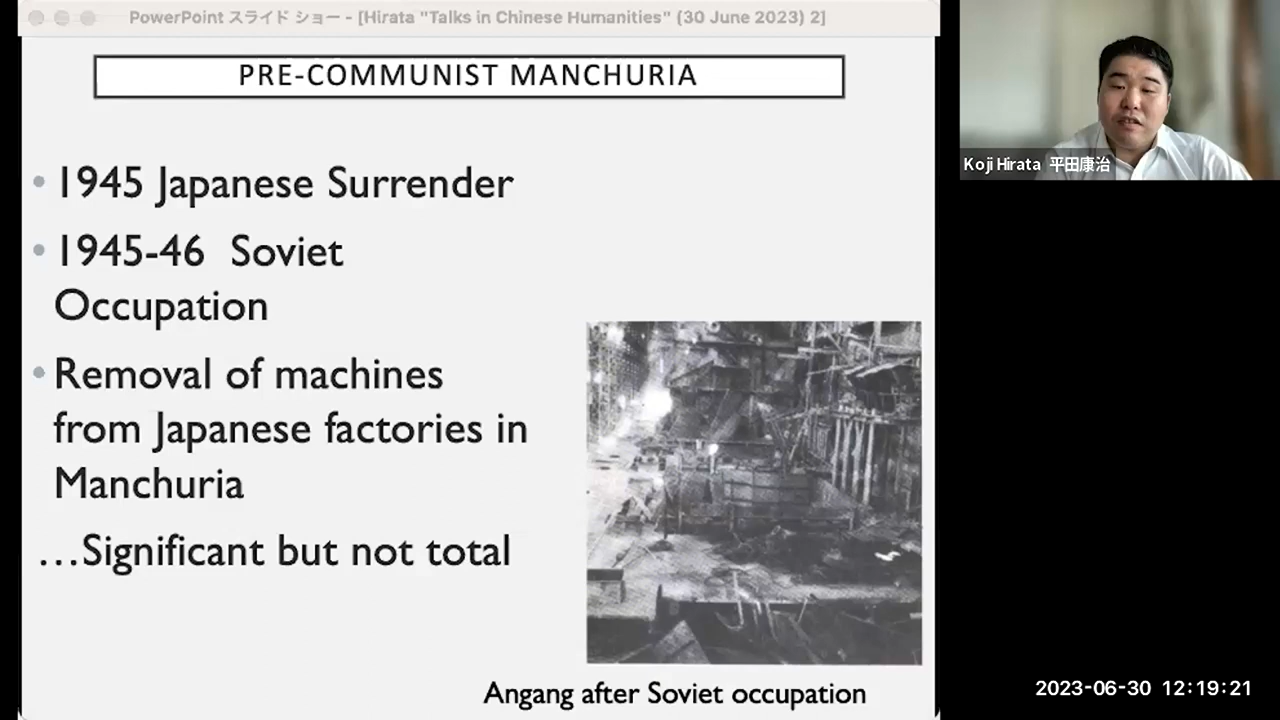 PowerPoint スライド ショー - [Hirata "Talks in Chinese Humanities" (30 June 2023) 2]
PRE-COMMUNIST MANCHURIA
• 1945 Japanese Surrender
• 1945-46 Soviet
Occupation
• Removal of machines
from Japanese factories in
Manchuria
...Significant but not total
Angang after Soviet occupation
Koji Hirata 平田康治
2023-06-30 12:19:21